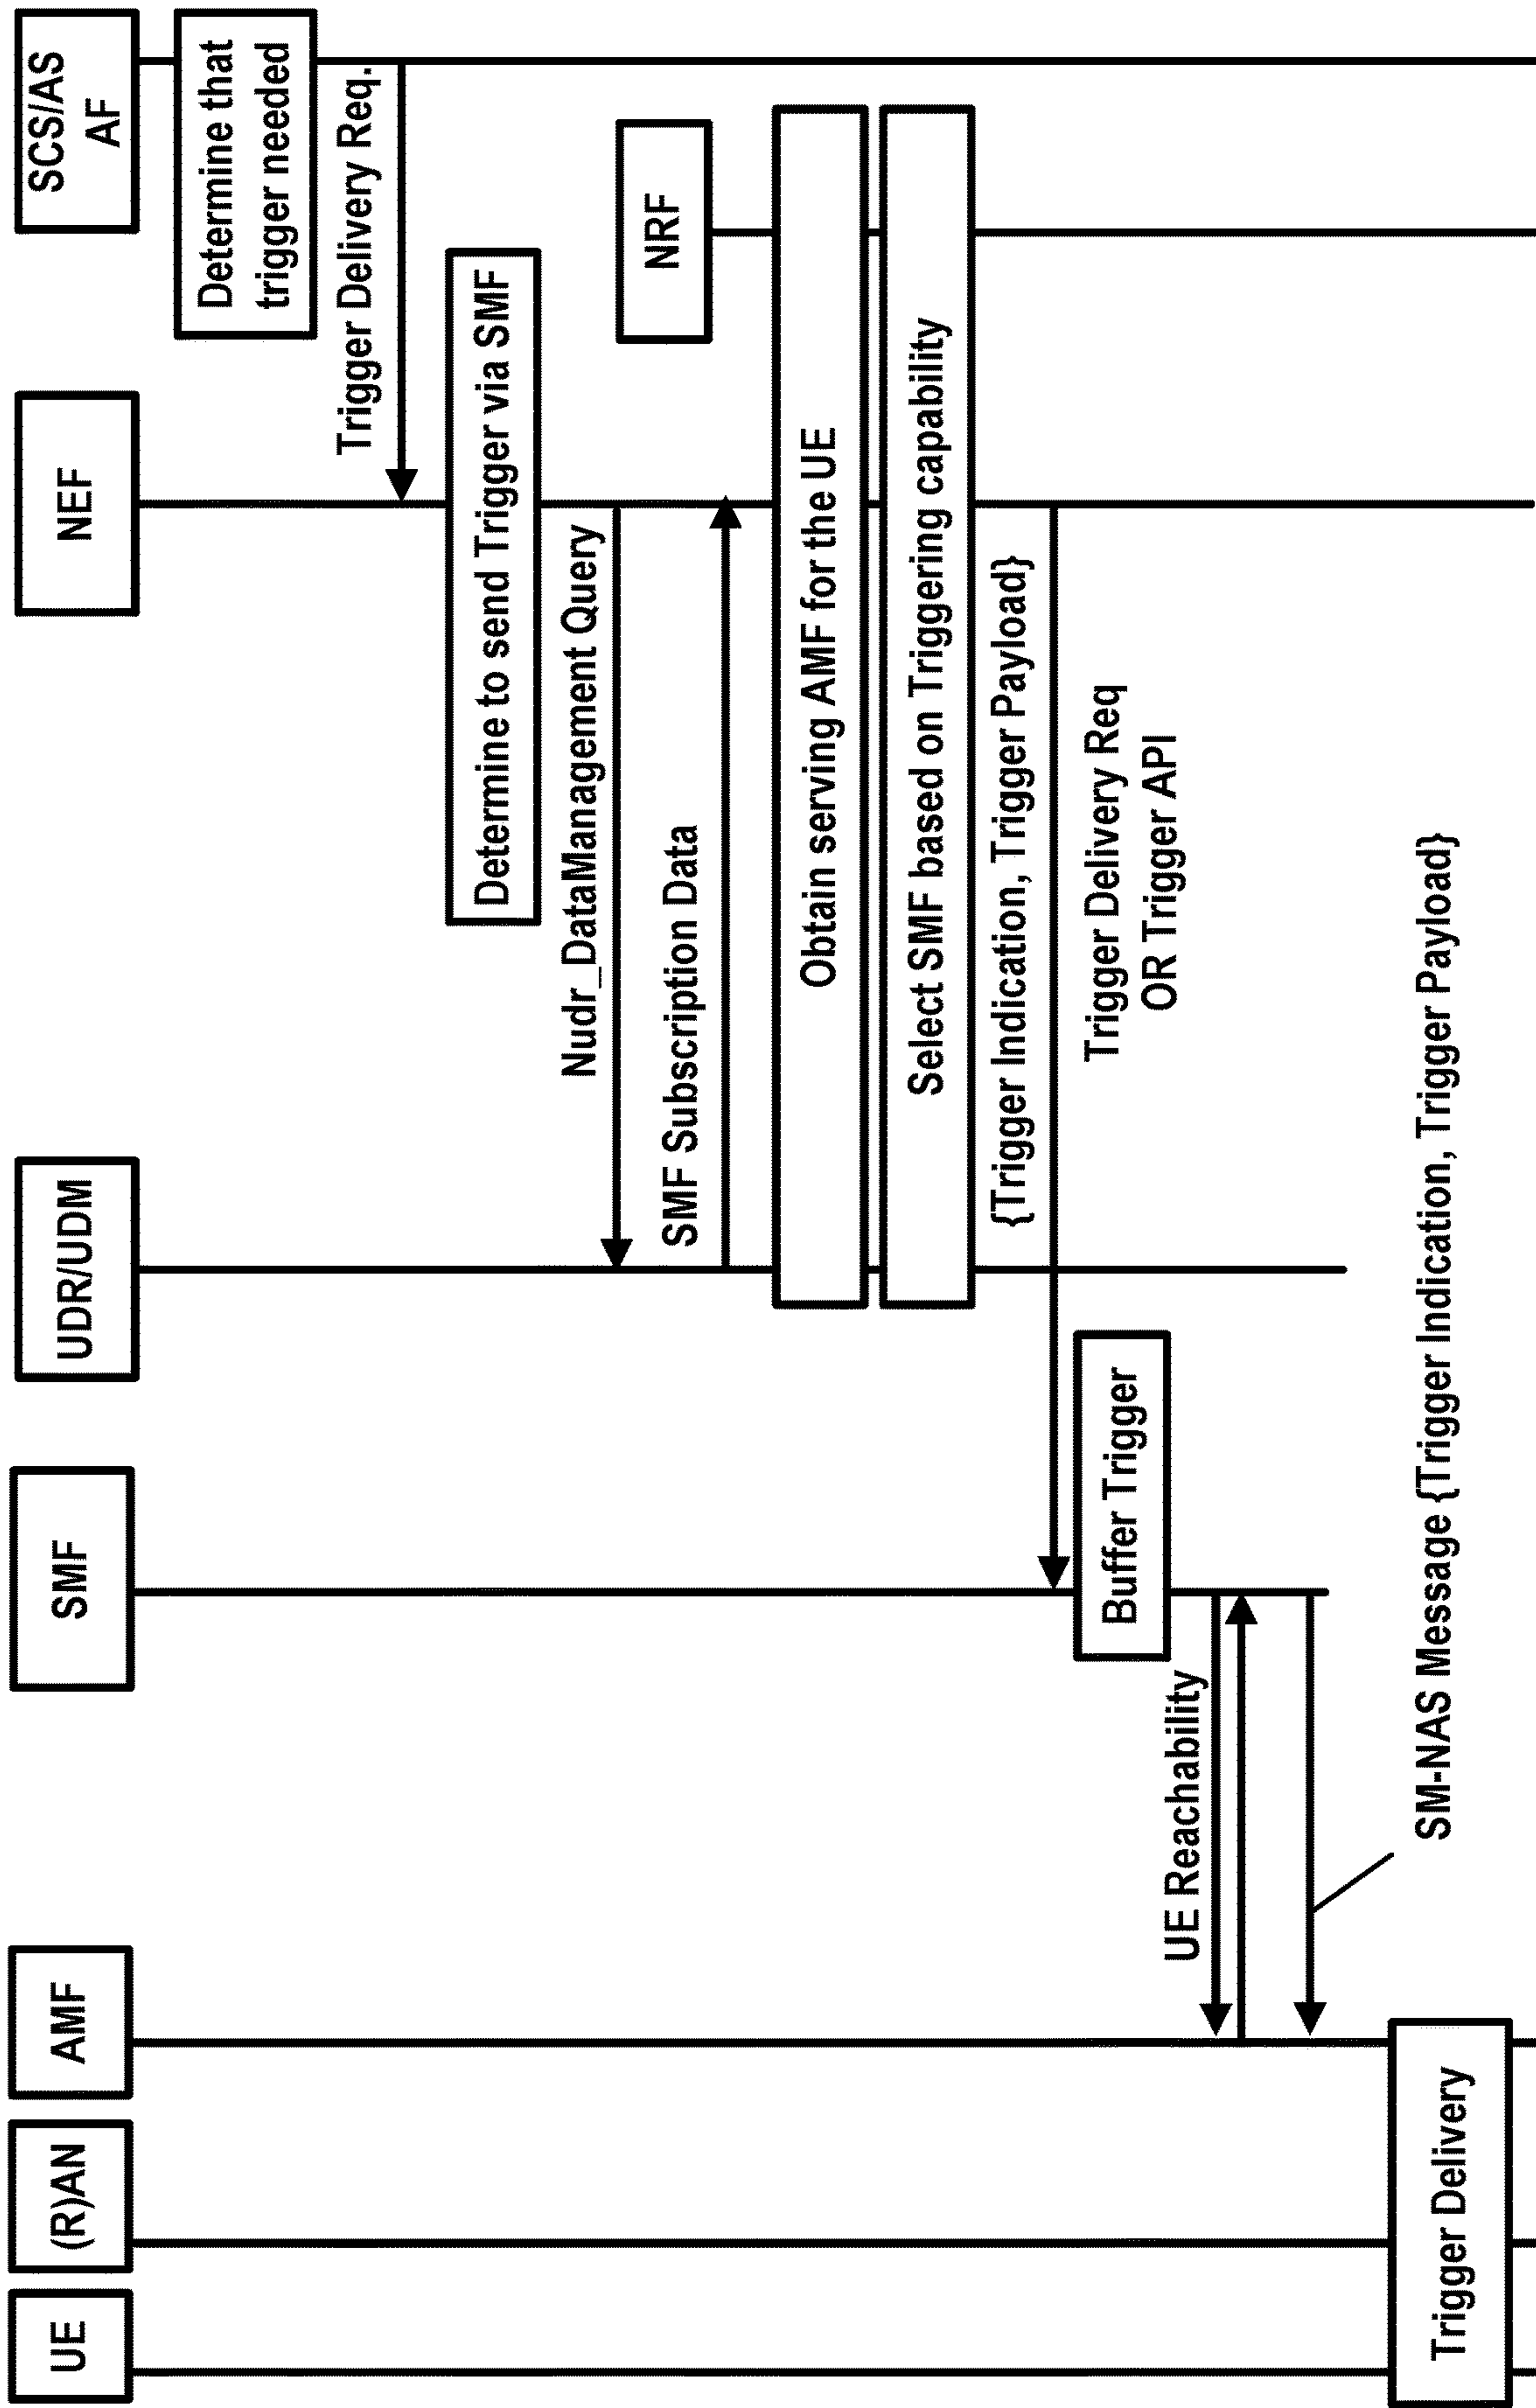 UE
(R)AN
AMF
SMF
UDR/UDM
NEF
SCS/AS
AF
Determine that
trigger needed
Trigger Delivery Req.
Determine to send Trigger via SMF
Nudr_DataManagement Query
NRF
SMF Subscription Data
Obtain serving AMF for the UE
Select SMF based on Triggering capability
{Trigger Indication, Trigger Payload}
Trigger Delivery Req
OR Trigger API
Buffer Trigger
UE Reachability
SM-NAS Message {Trigger Indication, Trigger Payload}
Trigger Delivery